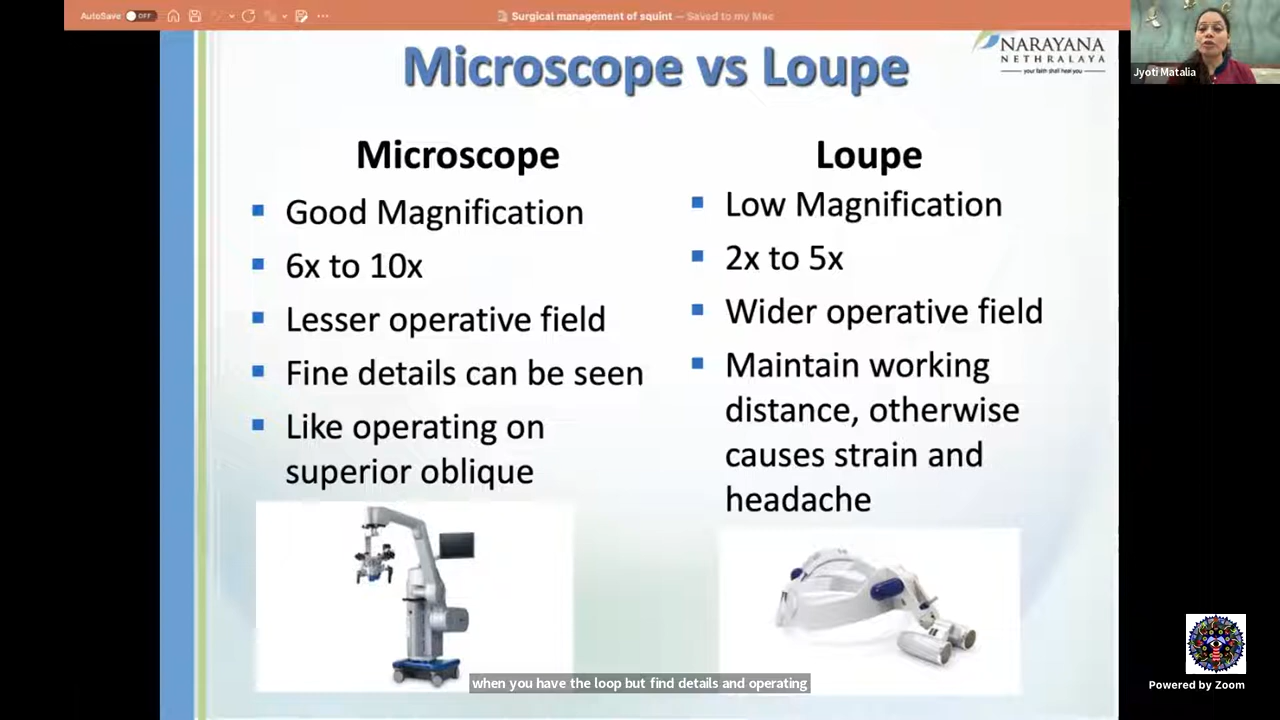 AutoSave OFF
Surgical management of squint — Saved to my Mac
Microscope vs Loupe
NARAYANA
NETHRALAYA
your faith shall heal you
Jyoti Matalia
Microscope
Good Magnification
6x to 10x
Lesser operative field
Fine details can be seen
Like operating on
superior oblique
Loupe
Low Magnification
2x to 5x
Wider operative field
Maintain working
distance, otherwise
causes strain and
headache
when you have the loop but find details and operating
Powered by Zoom